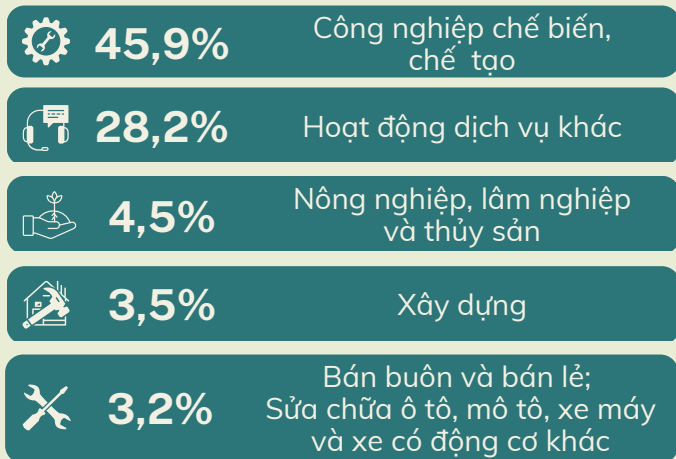 45,9%
Công nghiệp chế biến,
chế tạo
28,2%
Hoạt động dịch vụ khác
4,5%
Nông nghiệp, lâm nghiệp
và thủy sản
3,5%
Xây dựng
3,2%
Bán buôn và bán lẻ;
Sửa chữa ô tô, mô tô, xe máy
và xe có động cơ khác